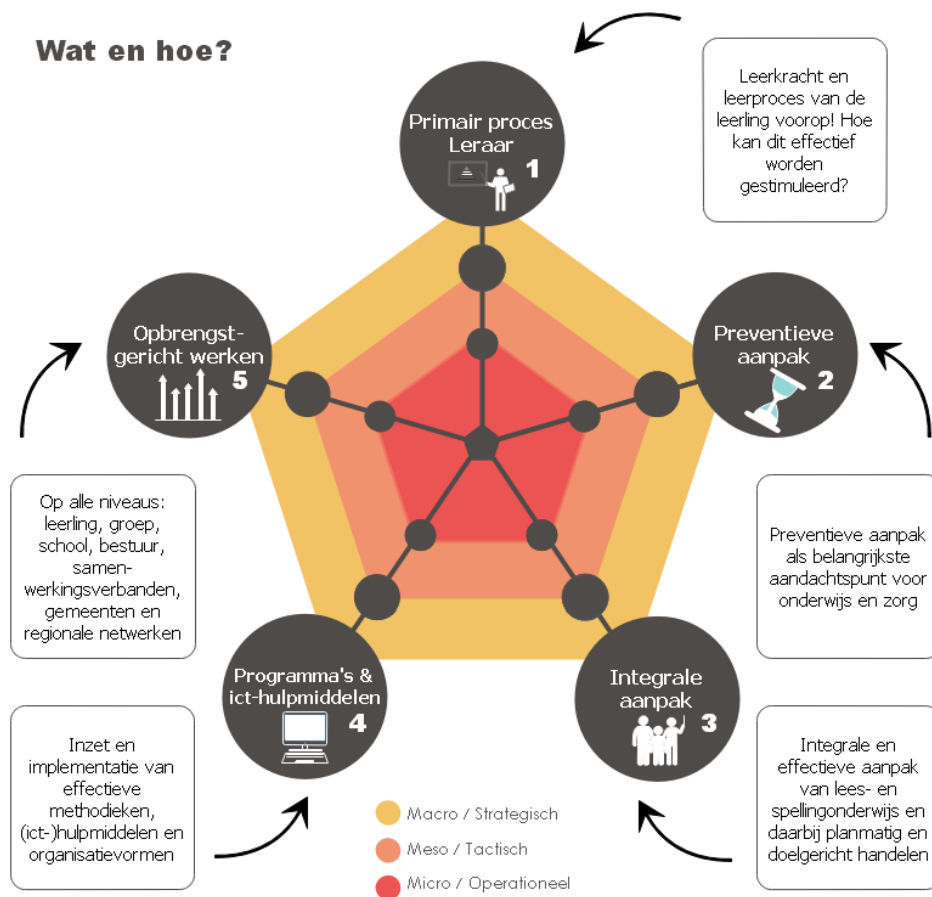 Wat en hoe?
Primair proces
Leraar
1
Leerkracht en
leerproces van de
leerling voorop! Hoe
kan dit effectief
worden
gestimuleerd?
Preventieve
aanpak
2
Preventieve aanpak
als belangrijkste
aandachtspunt voor
onderwijs en zorg
Integrale
aanpak
3
Integrale en
effectieve aanpak
van lees- en
spellingonderwijs en
daarbij planmatig en
doelgericht handelen
Programma's &
ict-hulpmiddelen
4
Inzet en
implementatie van
effectieve
methodieken,
(ict-)hulpmiddelen en
organisatievormen
Opbrengst-
gericht werken
5
Op alle niveaus:
leerling, groep,
school, bestuur,
samen-
werkingsverbanden,
gemeenten en
regionale netwerken
Macro / Strategisch
Meso / Tactisch
Micro / Operationeel